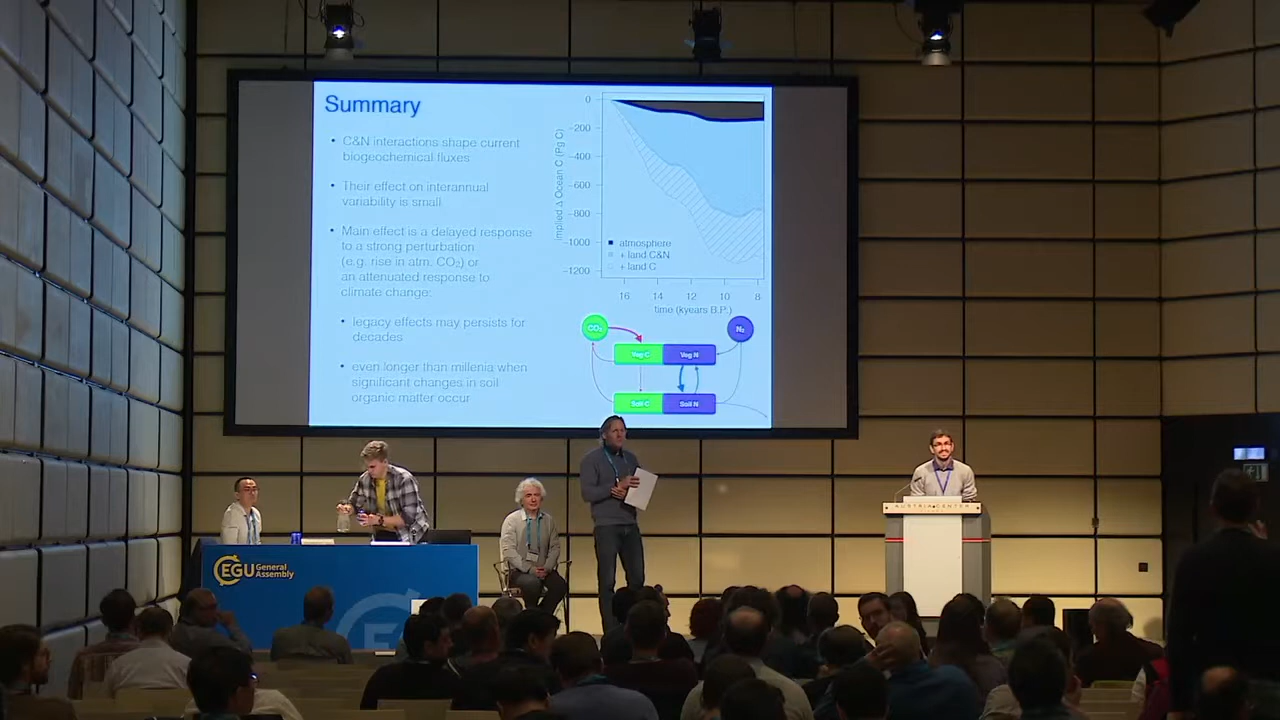 Summary
• C&N interactions shape current
biogeochemical fluxes
• Their effect on interannual
variability is small
• Main effect is a delayed response
to a strong perturbation
(e.g. rise in atm. CO₂) or
an attenuated response to
climate change:
• legacy effects may persists for
decades
• even longer than millenia when
significant changes in soil
organic matter occur
Implied Δ Ocean C (Pg C)
0
−200
−400
−600
−800
−1000
−1200
atmosphere
+ land C&N
+ land C
16 14 12 10 8
time (kyears B.P.)
CO₂
N₂
Veg C
Veg N
Soil C
Soil N
AUSTRIA CENTER
EGU General
Assembly
E